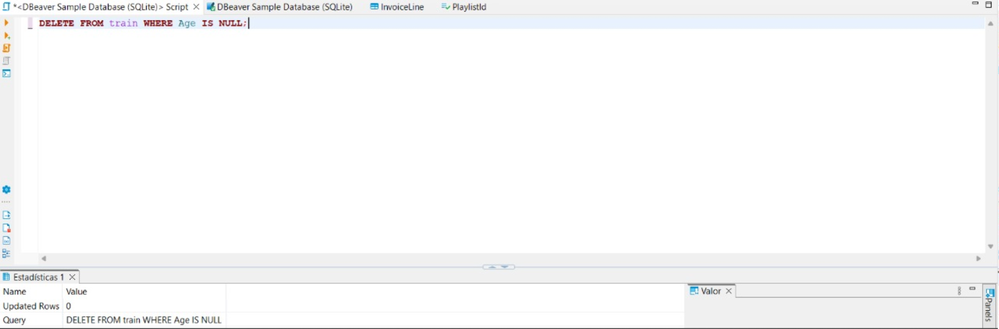 *<DBeaver Sample Database (SQLite)> Script
DBeaver Sample Database (SQLite)
InvoiceLine
PlaylistId
DELETE FROM train WHERE Age IS NULL;
Estadísticas 1
Name Value
Updated Rows 0
Query DELETE FROM train WHERE Age IS NULL
Valor
Panels